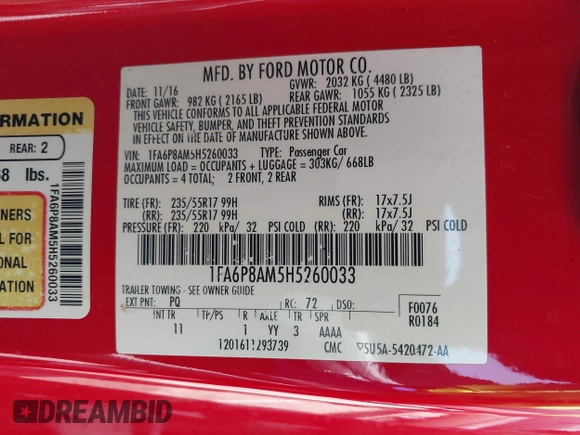 MFD. BY FORD MOTOR CO.
DATE: 11/16
GVWR: 2032 KG ( 4480 LB)
FRONT GAWR: 982 KG ( 2165 LB)
REAR GAWR: 1055 KG ( 2325 LB)
THIS VEHICLE CONFORMS TO ALL APPLICABLE FEDERAL MOTOR
VEHICLE SAFETY, BUMPER, AND THEFT PREVENTION STANDARDS
IN EFFECT ON THE DATE OF MANUFACTURE SHOWN ABOVE.
VIN: 1FA6P8AM5H5260033 TYPE: Passenger Car
MAXIMUM LOAD = OCCUPANTS + LUGGAGE = 303KG/ 668LB
OCCUPANTS = 4 TOTAL; 2 FRONT, 2 REAR
TIRE (FR): 235/55R17 99H RIMS (FR): 17x7.5J
(RR): 235/55R17 99H (RR): 17x7.5J
PRESSURE (FR): 220 kPa/ 32 PSI COLD (RR): 220 kPa/ 32 PSI COLD
1FA6P8AM5H5260033
TRAILER TOWING - SEE OWNER GUIDE
EXT PNT: PQ RC: 72 DSO:
F0076
R0184
INT TR TP/PS R AXLE TR SPR
11 1 YY 3 AAAA
1201611293739 CMC 5U5A-5420472-AA
ORMATION
REAR: 2
68 lbs.
1FA6P8AM5H5260033
WNERS
L FOR
ONAL
ATION
DREAMBID